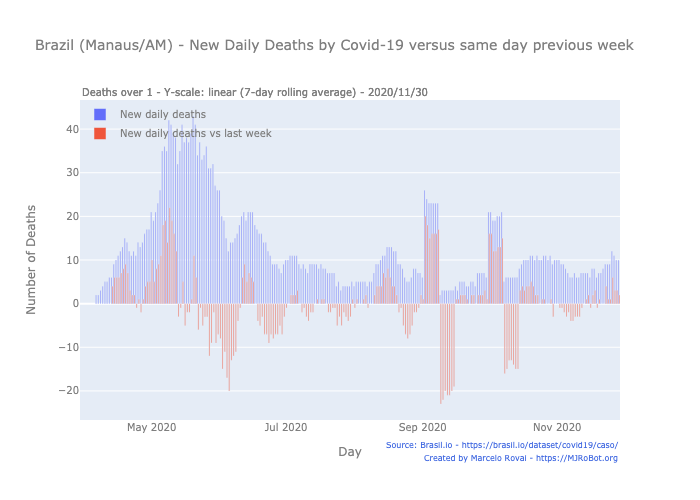 Brazil (Manaus/AM) - New Daily Deaths by Covid-19 versus same day previous week
Deaths over 1 - Y-scale: linear (7-day rolling average) - 2020/11/30
New daily deaths
New daily deaths vs last week
40
30
20
10
0
−10
−20
Number of Deaths
May 2020
Jul 2020
Sep 2020
Nov 2020
Day
Source: Brasil.io - https://brasil.io/dataset/covid19/caso/
Created by Marcelo Rovai - https://MJRoBot.org